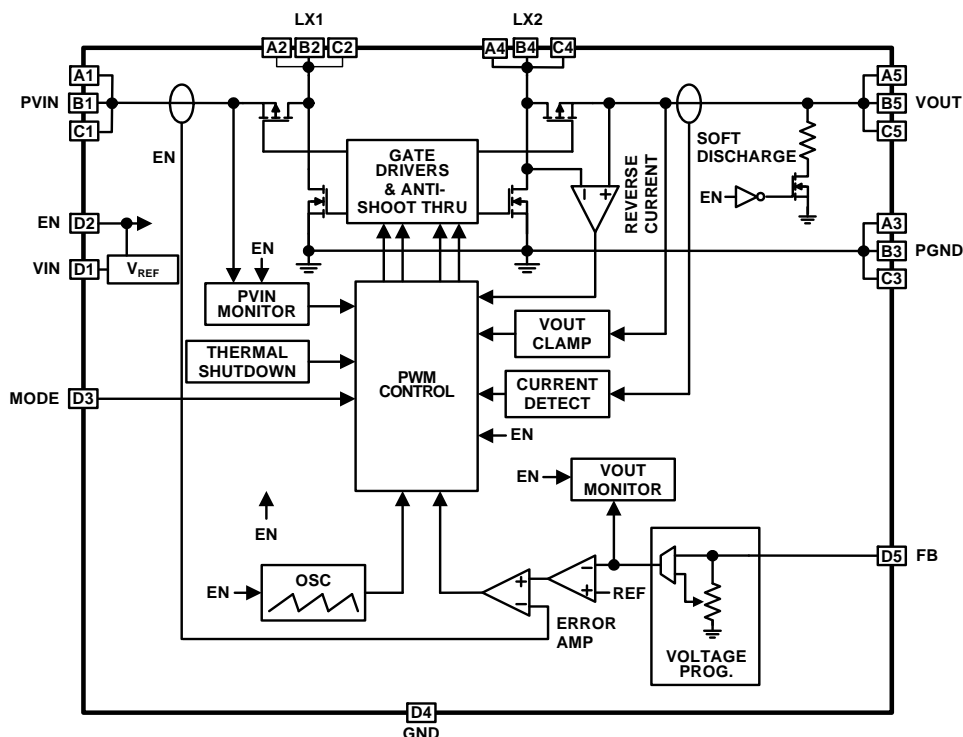 LX1
LX2
A2 B2 C2
A4 B4 C4
A1
B1
C1
PVIN
A5
B5
C5
VOUT
EN
SOFT
DISCHARGE
GATE
DRIVERS
& ANTI-
SHOOT THRU
REVERSE
CURRENT
– +
EN
EN
D2
VIN
D1
VREF
A3
B3
C3
PGND
EN
PVIN
MONITOR
THERMAL
SHUTDOWN
VOUT
CLAMP
MODE
D3
PWM
CONTROL
CURRENT
DETECT
EN
EN
VOUT
MONITOR
EN
D5
FB
EN
OSC
+
–
–
+
REF
ERROR
AMP
VOLTAGE
PROG.
D4
GND